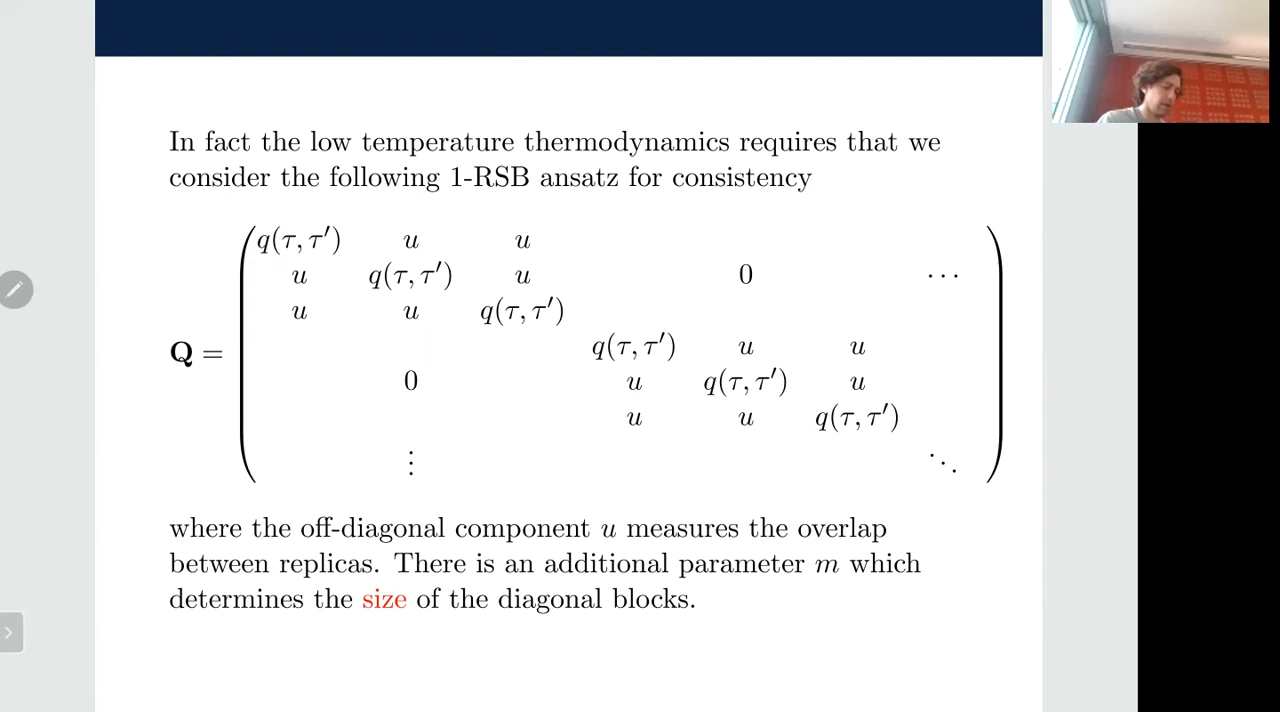 In fact the low temperature thermodynamics requires that we
consider the following 1-RSB ansatz for consistency
q(τ, τ′) u u
u q(τ, τ′) u 0 ⋯
u u q(τ, τ′)
q(τ, τ′) u u
Q =
0 u q(τ, τ′) u
u u q(τ, τ′)
⋮ ⋱
where the off-diagonal component u measures the overlap
between replicas. There is an additional parameter m which
determines the size of the diagonal blocks.